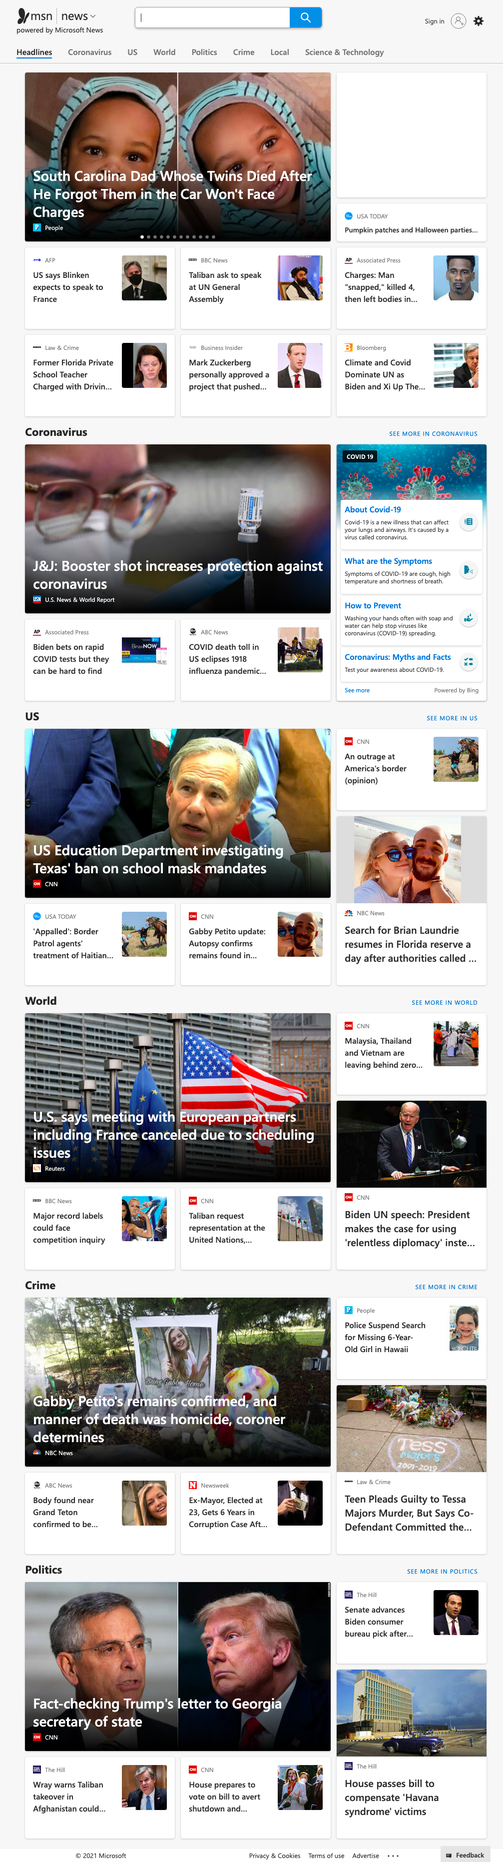 msn | news
powered by Microsoft News
Sign in
Headlines Coronavirus US World Politics Crime Local Science & Technology
South Carolina Dad Whose Twins Died After
He Forgot Them in the Car Won't Face
Charges
People
USA TODAY
Pumpkin patches and Halloween parties...
AFP
US says Blinken
expects to speak to
France
BBC News
Taliban ask to speak
at UN General
Assembly
Associated Press
Charges: Man
"snapped," killed 4,
then left bodies in...
Law & Crime
Former Florida Private
School Teacher
Charged with Drivin...
Business Insider
Mark Zuckerberg
personally approved a
project that pushed...
Bloomberg
Climate and Covid
Dominate UN as
Biden and Xi Up The...
Coronavirus
SEE MORE IN CORONAVIRUS
J&J: Booster shot increases protection against
coronavirus
U.S. News & World Report
COVID 19
About Covid-19
Covid-19 is a new illness that can affect
your lungs and airways. It's caused by a
virus called coronavirus.
What are the Symptoms
Symptoms of COVID-19 are cough, high
temperature and shortness of breath.
How to Prevent
Washing your hands often with soap and
water can help stop viruses like
coronavirus (COVID-19) spreading.
Coronavirus: Myths and Facts
Test your awareness about COVID-19.
See more
Powered by Bing
Associated Press
Biden bets on rapid
COVID tests but they
can be hard to find
ABC News
COVID death toll in
US eclipses 1918
influenza pandemic...
US
SEE MORE IN US
US Education Department investigating
Texas' ban on school mask mandates
CNN
CNN
An outrage at
America's border
(opinion)
NBC News
Search for Brian Laundrie
resumes in Florida reserve a
day after authorities called ...
USA TODAY
'Appalled': Border
Patrol agents'
treatment of Haitian...
CNN
Gabby Petito update:
Autopsy confirms
remains found in...
World
SEE MORE IN WORLD
U.S. says meeting with European partners
including France canceled due to scheduling
issues
Reuters
CNN
Malaysia, Thailand
and Vietnam are
leaving behind zero...
CNN
Biden UN speech: President
makes the case for using
'relentless diplomacy' inste...
BBC News
Major record labels
could face
competition inquiry
CNN
Taliban request
representation at the
United Nations,...
Crime
SEE MORE IN CRIME
Gabby Petito's remains confirmed, and
manner of death was homicide, coroner
determines
NBC News
People
Police Suspend Search
for Missing 6-Year-
Old Girl in Hawaii
Tess
Majors
Law & Crime
Teen Pleads Guilty to Tessa
Majors Murder, But Says Co-
Defendant Committed the...
ABC News
Body found near
Grand Teton
confirmed to be...
Newsweek
Ex-Mayor, Elected at
23, Gets 6 Years in
Corruption Case Aft...
Politics
SEE MORE IN POLITICS
Fact-checking Trump's letter to Georgia
secretary of state
CNN
The Hill
Senate advances
Biden consumer
bureau pick after...
The Hill
House passes bill to
compensate 'Havana
syndrome' victims
The Hill
Wray warns Taliban
takeover in
Afghanistan could...
CNN
House prepares to
vote on bill to avert
shutdown and...
© 2021 Microsoft
Privacy & Cookies Terms of use Advertise ...
Feedback